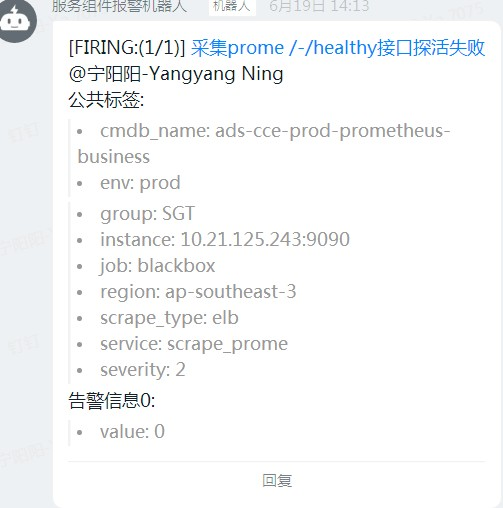 服务组件报警机器人 机器人 6月19日 14:13
[FIRING:(1/1)] 采集prome /-/healthy接口探活失败
@宁阳阳-Yangyang Ning
公共标签:
• cmdb_name: ads-cce-prod-prometheus-
business
• env: prod
• group: SGT
• instance: 10.21.125.243:9090
• job: blackbox
• region: ap-southeast-3
• scrape_type: elb
• service: scrape_prome
• severity: 2
告警信息0:
• value: 0
回复